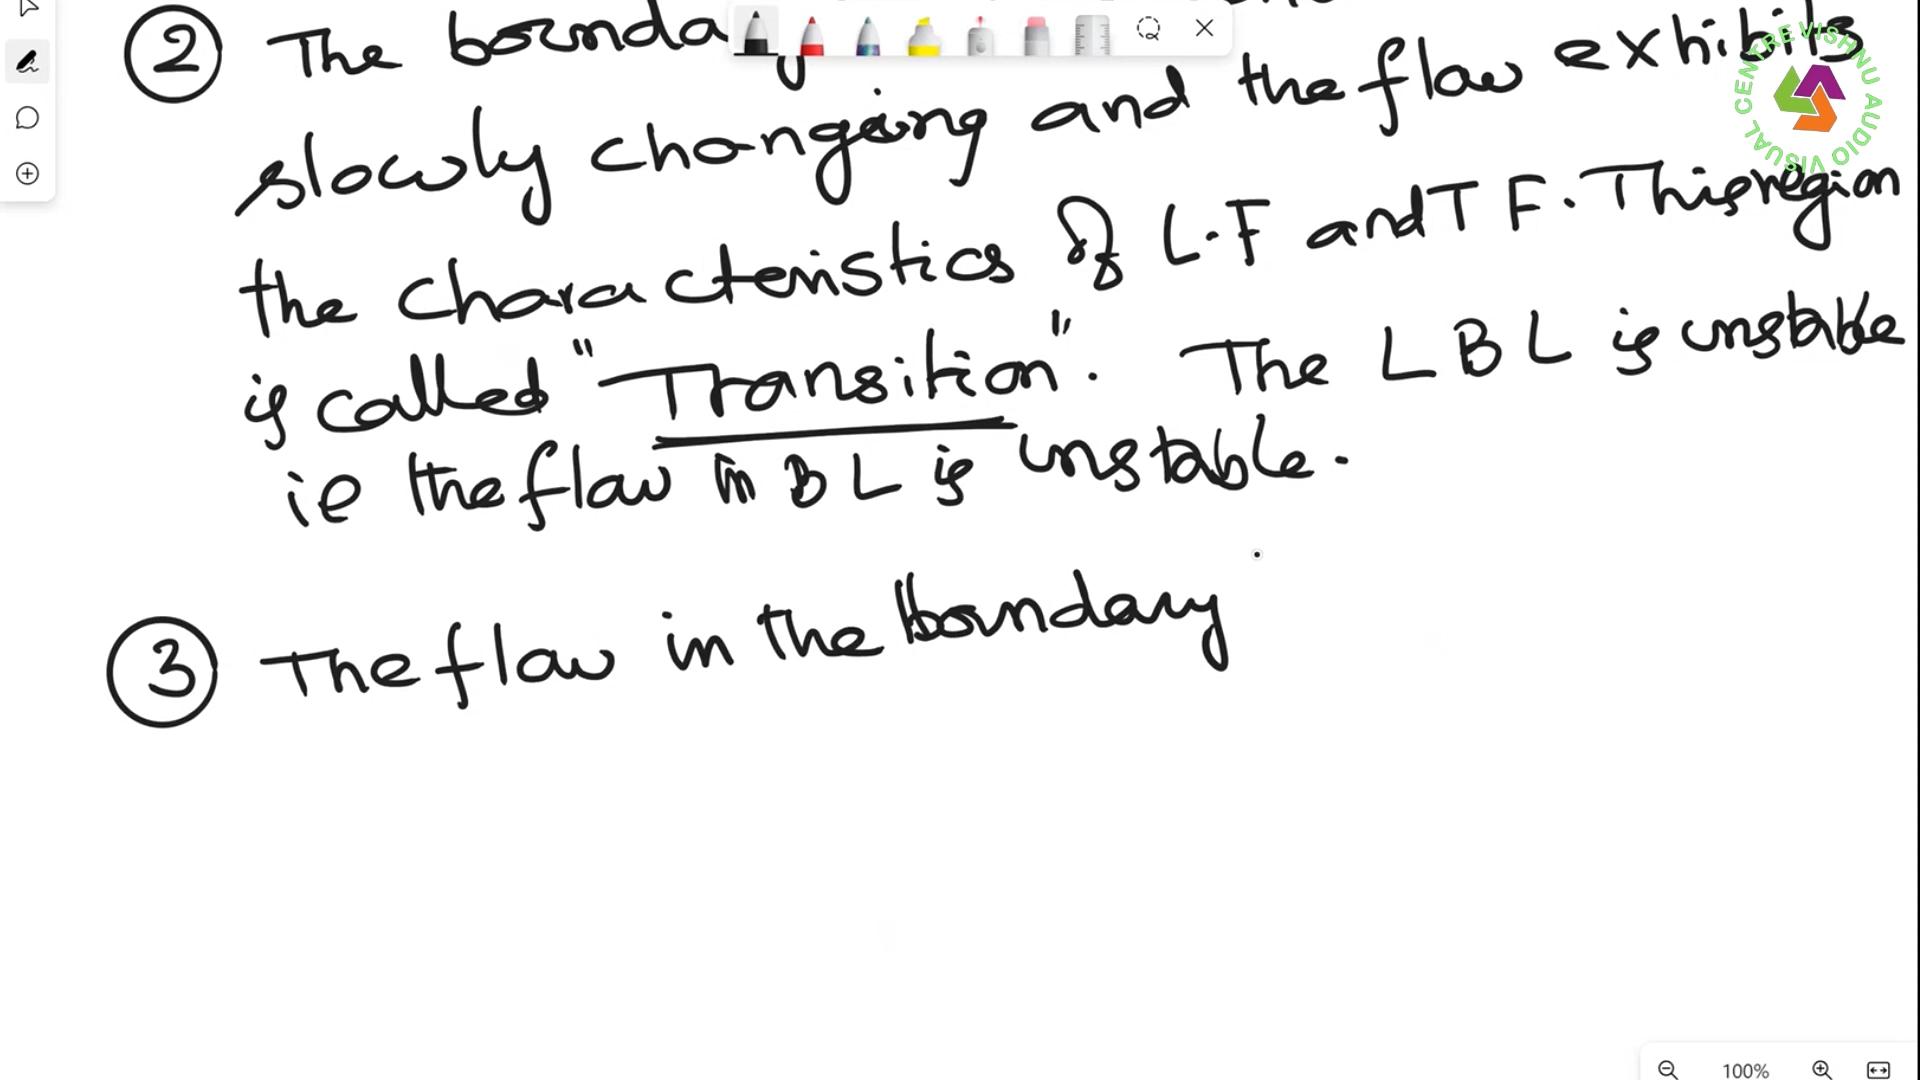 ② The bounda
slowly changing and the flow exhibits
the characteristics of L.F and T F. This region
is called "Transition". The LBL is unstable
ie the flow in BL is unstable.
③ The flow in the boundary
CENTRE VISHNU AUDIO VISUAL
100%